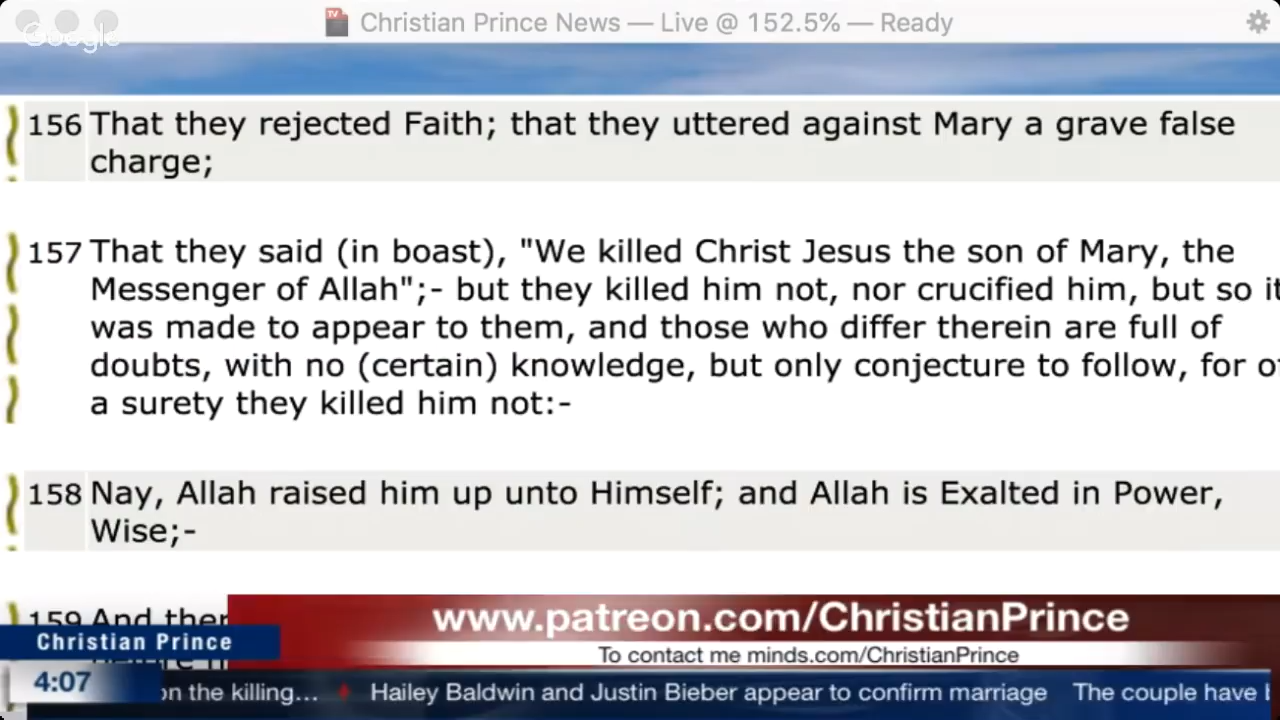 Christian Prince News — Live @ 152.5% — Ready
Google
156 That they rejected Faith; that they uttered against Mary a grave false
charge;
157 That they said (in boast), "We killed Christ Jesus the son of Mary, the
Messenger of Allah";- but they killed him not, nor crucified him, but so it
was made to appear to them, and those who differ therein are full of
doubts, with no (certain) knowledge, but only conjecture to follow, for of
a surety they killed him not:-
158 Nay, Allah raised him up unto Himself; and Allah is Exalted in Power,
Wise;-
159 And
www.patreon.com/ChristianPrince
Christian Prince
To contact me minds.com/ChristianPrince
4:07
on the killing... Hailey Baldwin and Justin Bieber appear to confirm marriage The couple have